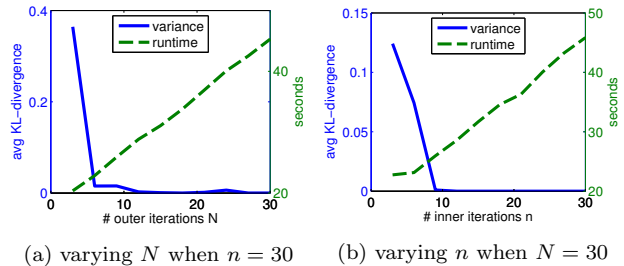 0.4
0.2
0
avg KL-divergence
variance
runtime
40
20
seconds
0 10 20 30
# outer iterations N
(a) varying N when n = 30
0.15
0.1
0.05
0
avg KL-divergence
variance
runtime
50
40
30
20
seconds
0 10 20 30
# inner iterations n
(b) varying n when N = 30